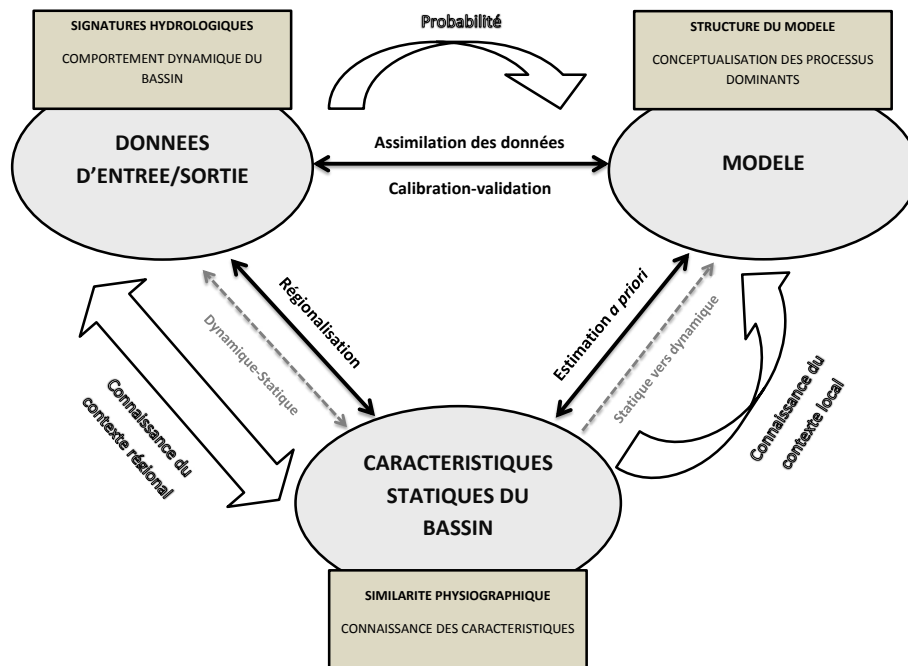 SIGNATURES HYDROLOGIQUES
COMPORTEMENT DYNAMIQUE DU
BASSIN
Probabilité
STRUCTURE DU MODELE
CONCEPTUALISATION DES PROCESSUS
DOMINANTS
DONNEES
D'ENTREE/SORTIE
Assimilation des données
Calibration-validation
MODELE
Régionalisation
Dynamique-Statique
Connaissance du
contexte régional
Estimation a priori
Statique vers dynamique
Connaissance du
contexte local
CARACTERISTIQUES
STATIQUES DU
BASSIN
SIMILARITE PHYSIOGRAPHIQUE
CONNAISSANCE DES CARACTERISTIQUES